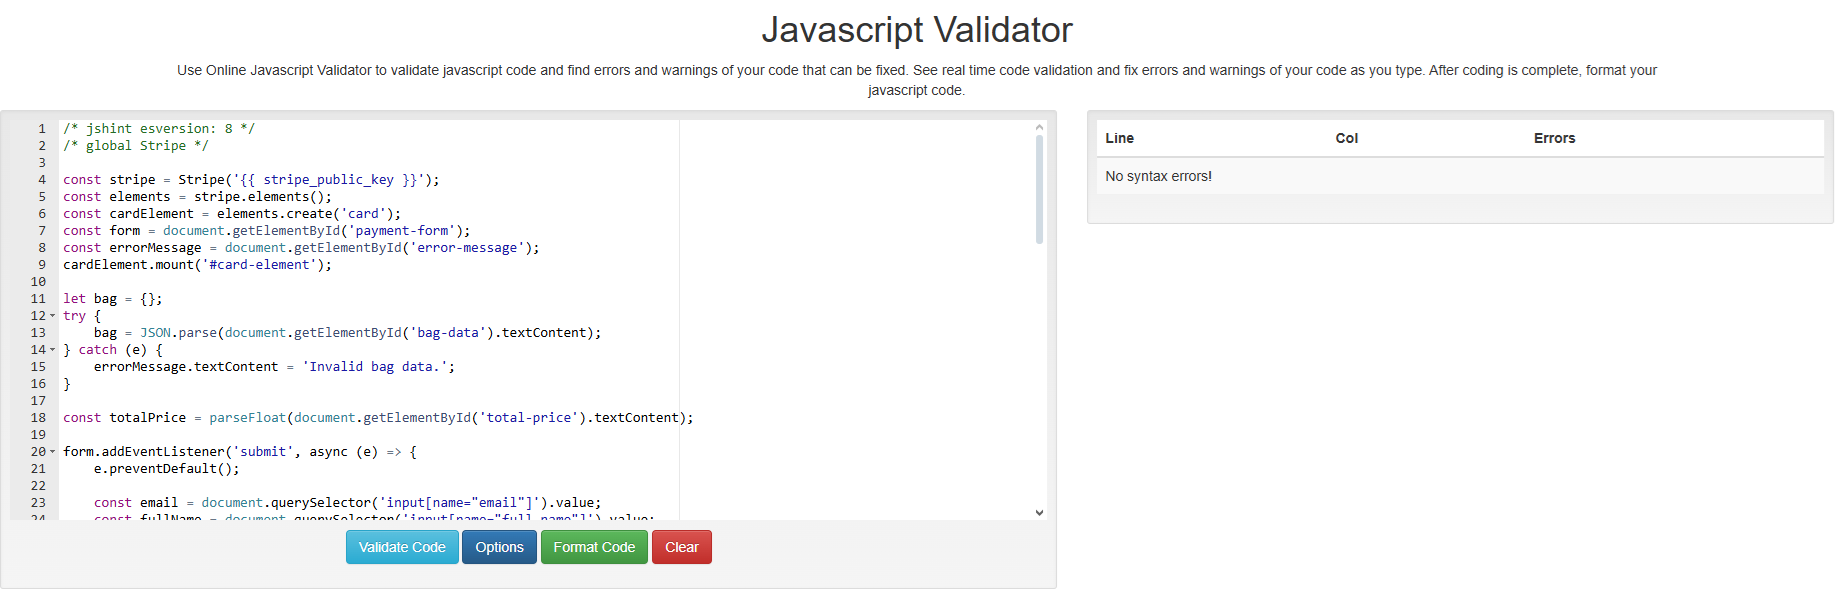 Javascript Validator
Use Online Javascript Validator to validate javascript code and find errors and warnings of your code that can be fixed. See real time code validation and fix errors and warnings of your code as you type. After coding is complete, format your
javascript code.
1 /* jshint esversion: 8 */
2 /* global Stripe */
3
4 const stripe = Stripe('{{ stripe_public_key }}');
5 const elements = stripe.elements();
6 const cardElement = elements.create('card');
7 const form = document.getElementById('payment-form');
8 const errorMessage = document.getElementById('error-message');
9 cardElement.mount('#card-element');
10
11 let bag = {};
12 try {
13     bag = JSON.parse(document.getElementById('bag-data').textContent);
14 } catch (e) {
15     errorMessage.textContent = 'Invalid bag data.';
16 }
17
18 const totalPrice = parseFloat(document.getElementById('total-price').textContent);
19
20 form.addEventListener('submit', async (e) => {
21     e.preventDefault();
22
23     const email = document.querySelector('input[name="email"]').value;
24     const fullName = document.querySelector('input[name="full_name"]').value;
Validate Code Options Format Code Clear
Line Col Errors
No syntax errors!